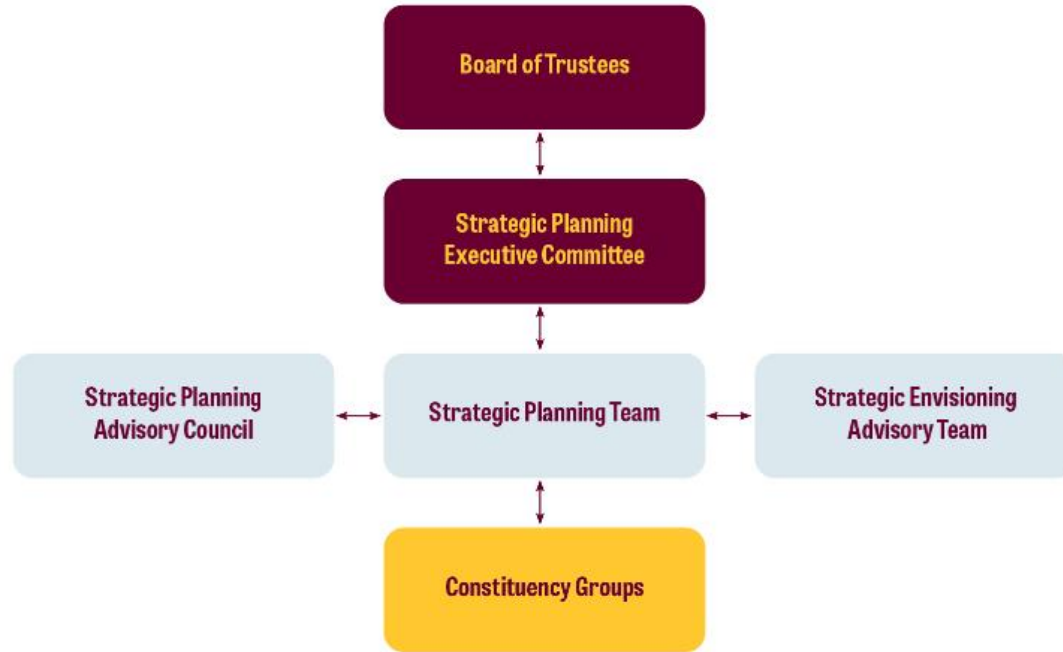 Board of Trustees
Strategic Planning
Executive Committee
Strategic Planning
Advisory Council
Strategic Planning Team
Strategic Envisioning
Advisory Team
Constituency Groups